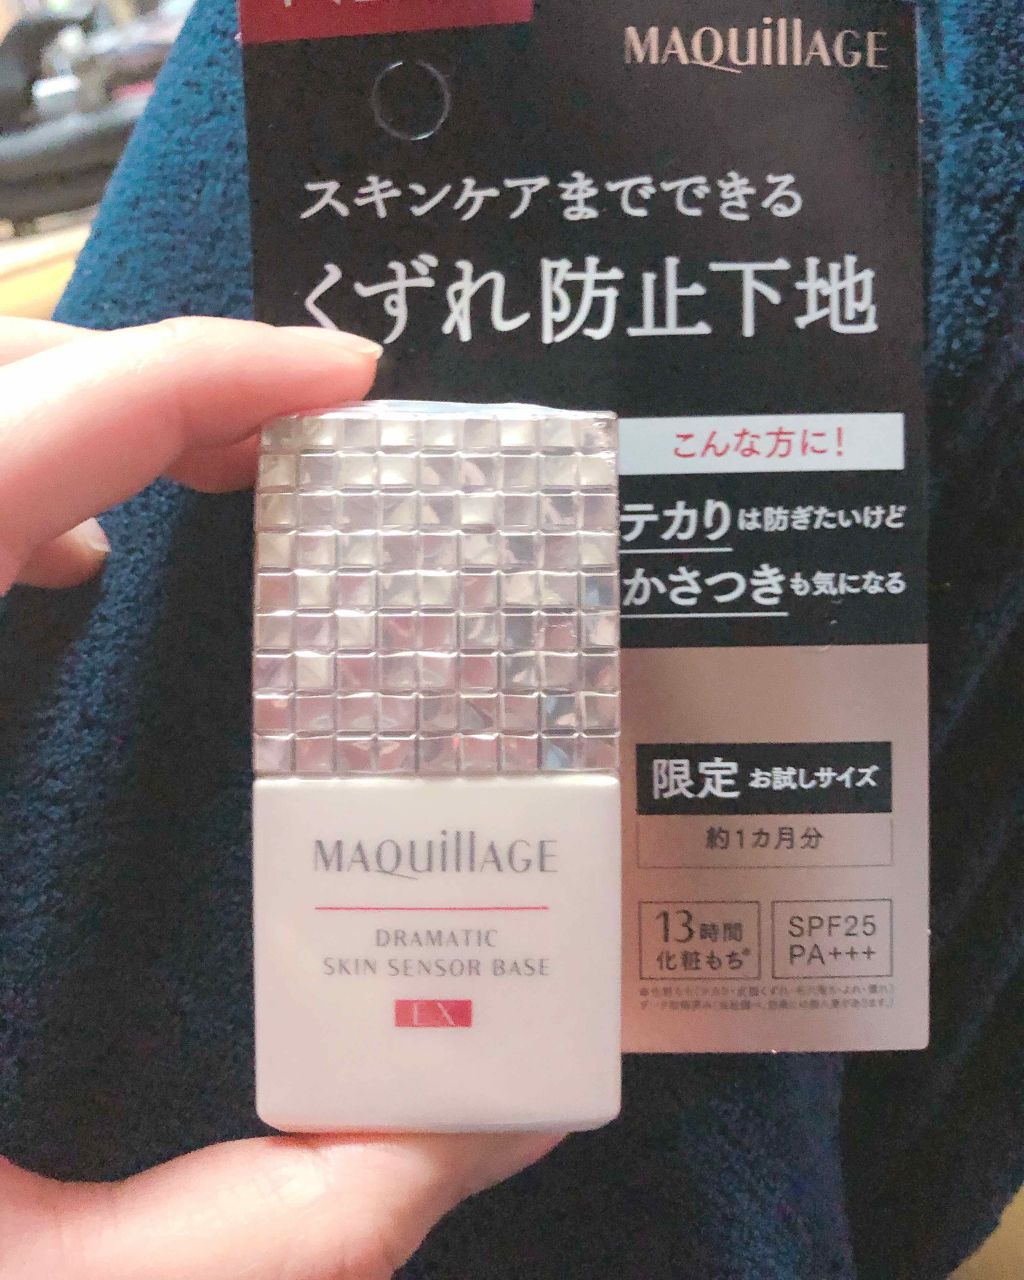 MAQuillAGE
スキンケアまでできる
くずれ防止下地
こんな方に!
テカりは防ぎたいけど
かさつきも気になる
限定 お試しサイズ
約1カ月分
13時間
化粧もち*
SPF25
PA+++
MAQuillAGE
DRAMATIC
SKIN SENSOR BASE
EX